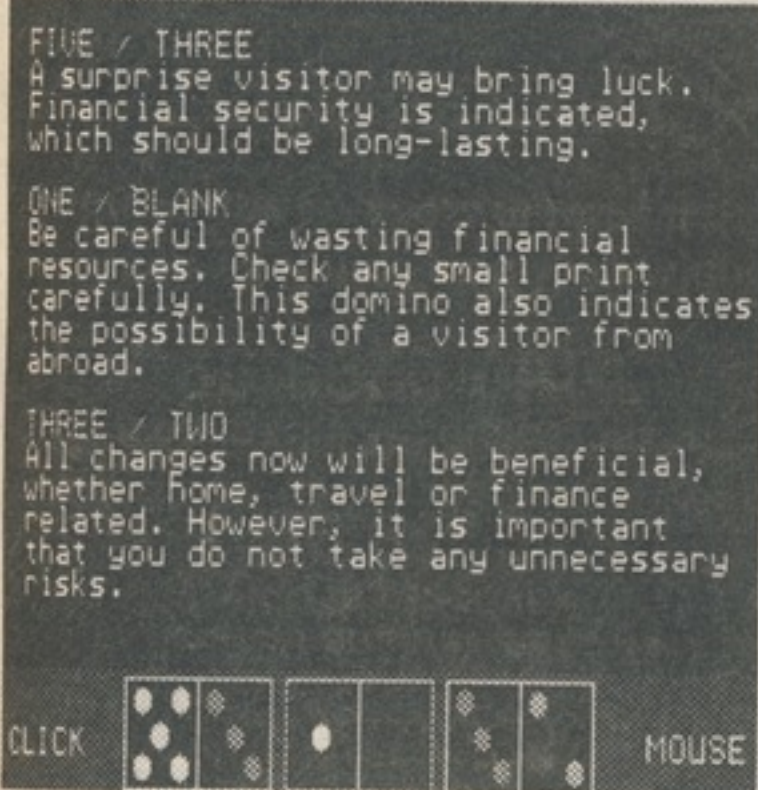 FIVE / THREE
A surprise visitor may bring luck.
Financial security is indicated,
which should be long-lasting.
ONE / BLANK
Be careful of wasting financial
resources. Check any small print
carefully. This domino also indicates
the possibility of a visitor from
abroad.
THREE / TWO
All changes now will be beneficial,
whether home, travel or finance
related. However, it is important
that you do not take any unnecessary
risks.
CLICK MOUSE